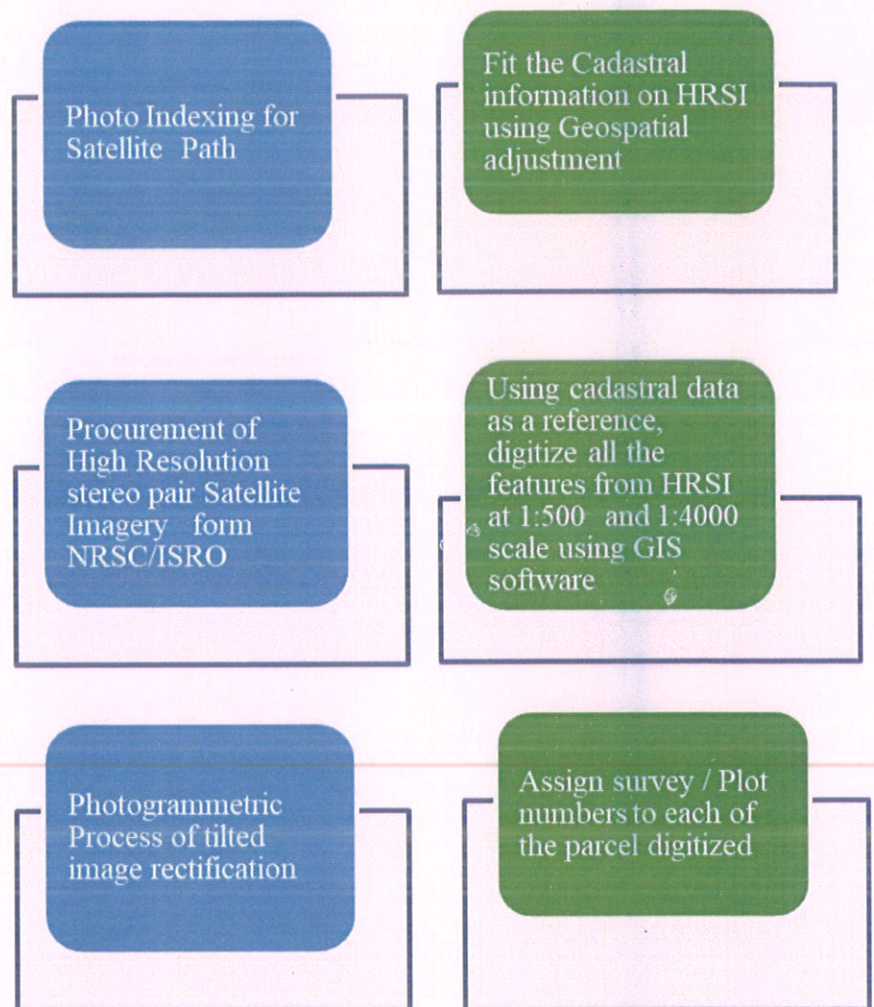 Photo Indexing for
Satellite Path
Procurement of
High Resolution
stereo pair Satellite
Imagery form
NRSC/ISRO
Photogrammetric
Process of tilted
image rectification
Fit the Cadastral
information on HRSI
using Geospatial
adjustment
Using cadastral data
as a reference,
digitize all the
features from HRSI
at 1:500 and 1:4000
scale using GIS
software
Assign survey / Plot
numbers to each of
the parcel digitized